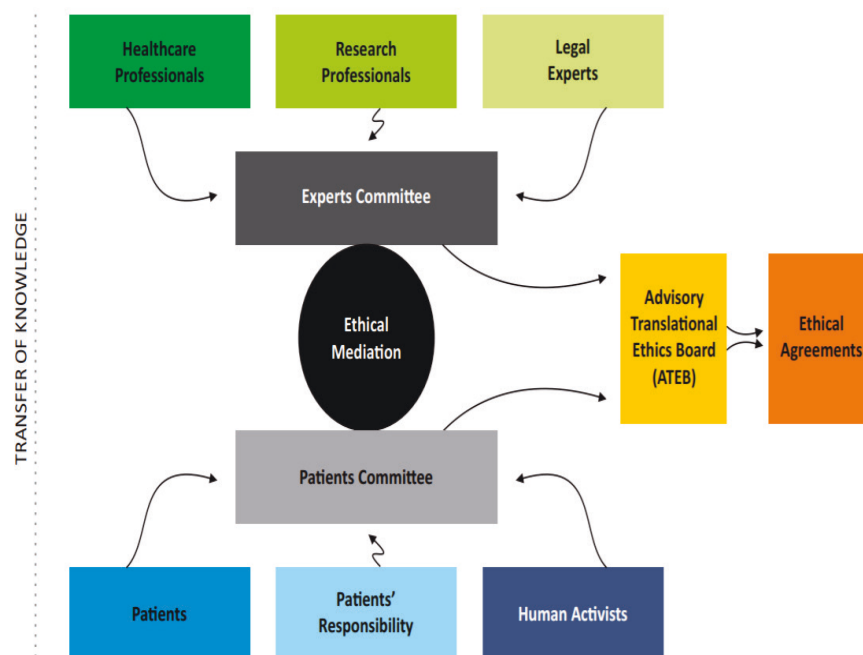 TRANSFER OF KNOWLEDGE
Healthcare
Professionals
Research
Professionals
Legal
Experts
Experts Committee
Ethical
Mediation
Advisory
Translational
Ethics Board
(ATEB)
Ethical
Agreements
Patients Committee
Patients
Patients'
Responsibility
Human Activists